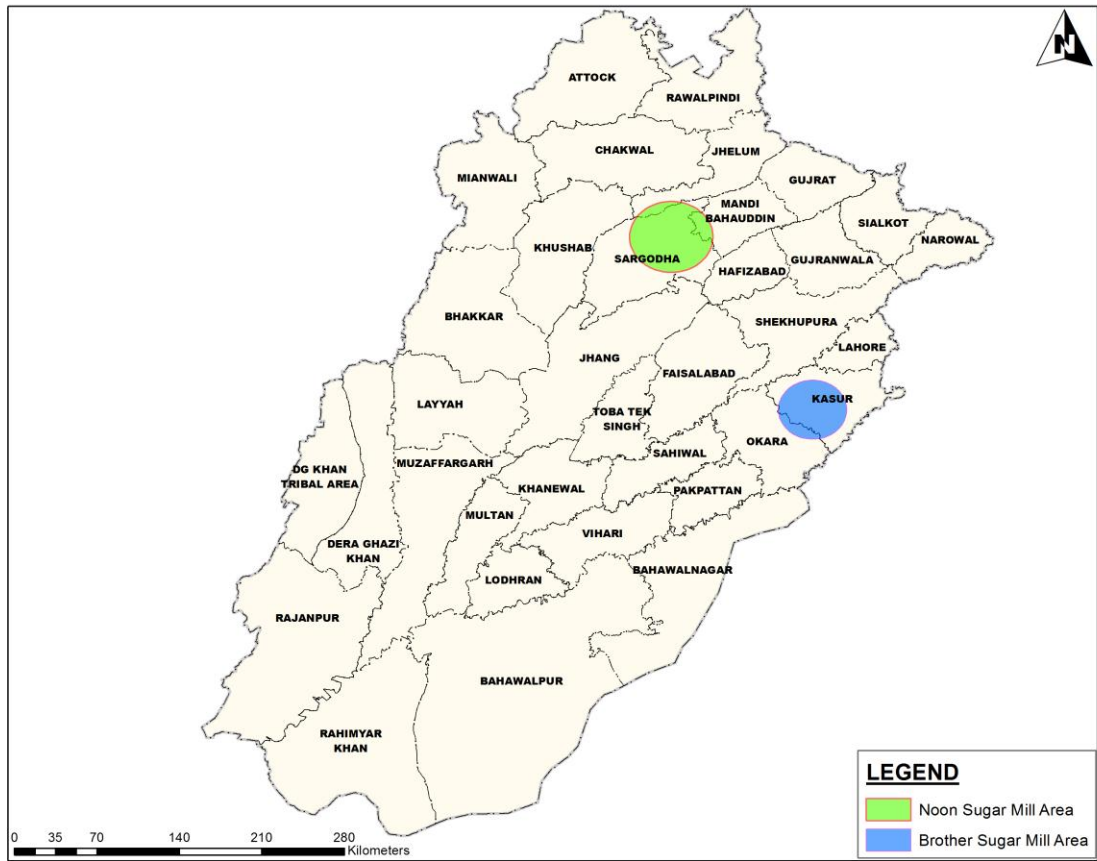 N
ATTOCK
RAWALPINDI
CHAKWAL
JHELUM
MIANWALI
GUJRAT
MANDI
BAHAUDDIN
SIALKOT
NAROWAL
KHUSHAB
SARGODHA
HAFIZABAD
GUJRANWALA
BHAKKAR
SHEKHUPURA
LAHORE
JHANG
FAISALABAD
LAYYAH
KASUR
TOBA TEK
SINGH
OKARA
SAHIWAL
MUZAFFARGARH
DG KHAN
TRIBAL AREA
KHANEWAL
PAKPATTAN
MULTAN
VIHARI
DERA GHAZI
KHAN
LODHRAN
BAHAWALNAGAR
RAJANPUR
BAHAWALPUR
RAHIMYAR
KHAN
LEGEND
Noon Sugar Mill Area
Brother Sugar Mill Area
0 35 70 140 210 280
Kilometers